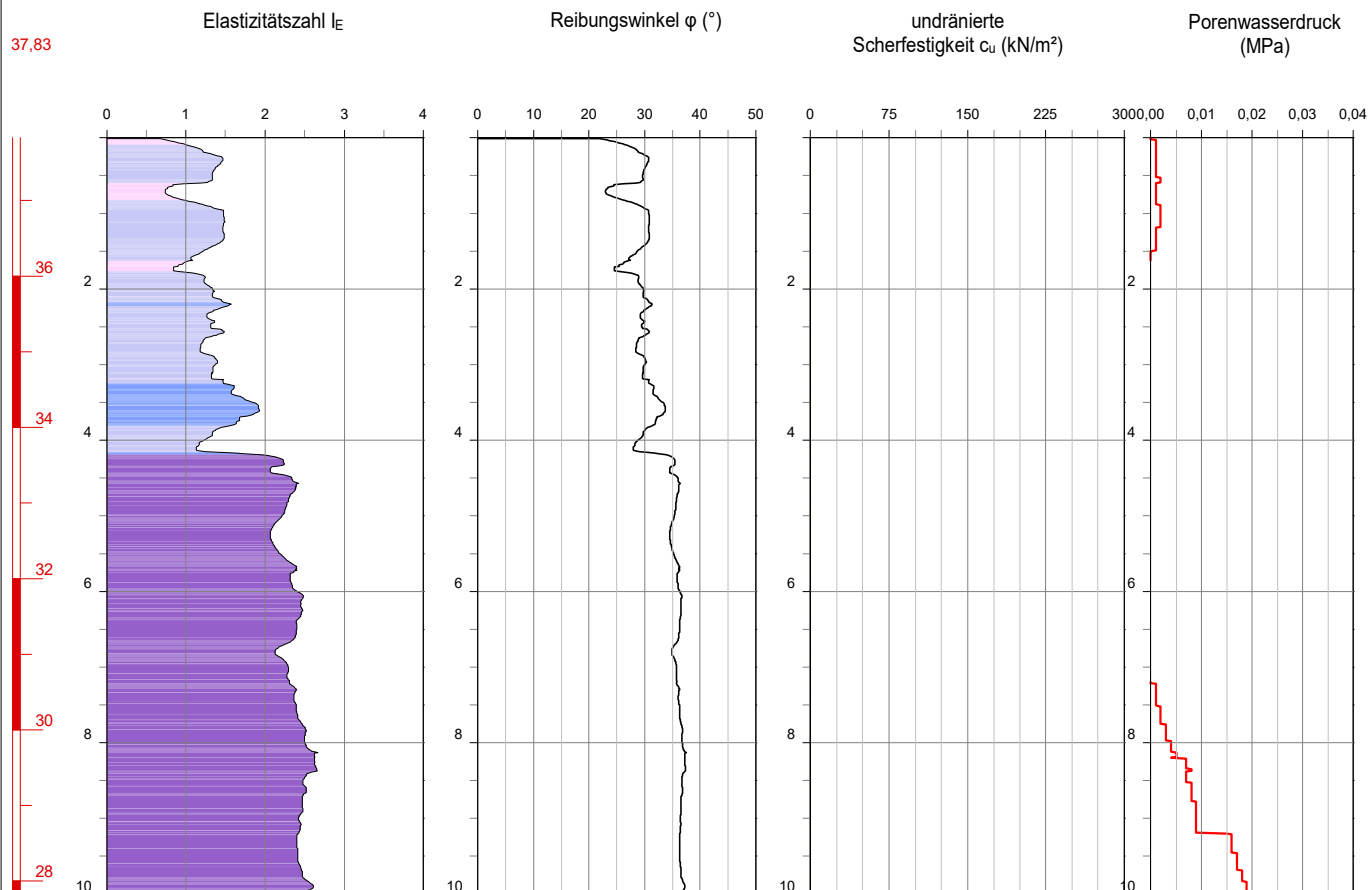 Elastizitätszahl IE
Reibungswinkel φ (°)
undränierte
Scherfestigkeit cu (kN/m²)
Porenwasserdruck
(MPa)
37,83
0 1 2 3 4
0 10 20 30 40 50
0 75 150 225 300
0,00 0,01 0,02 0,03 0,04
36
2 2 2 2
34
4 4 4 4
32
6 6 6 6
30
8 8 8 8
28
10 10 10 10